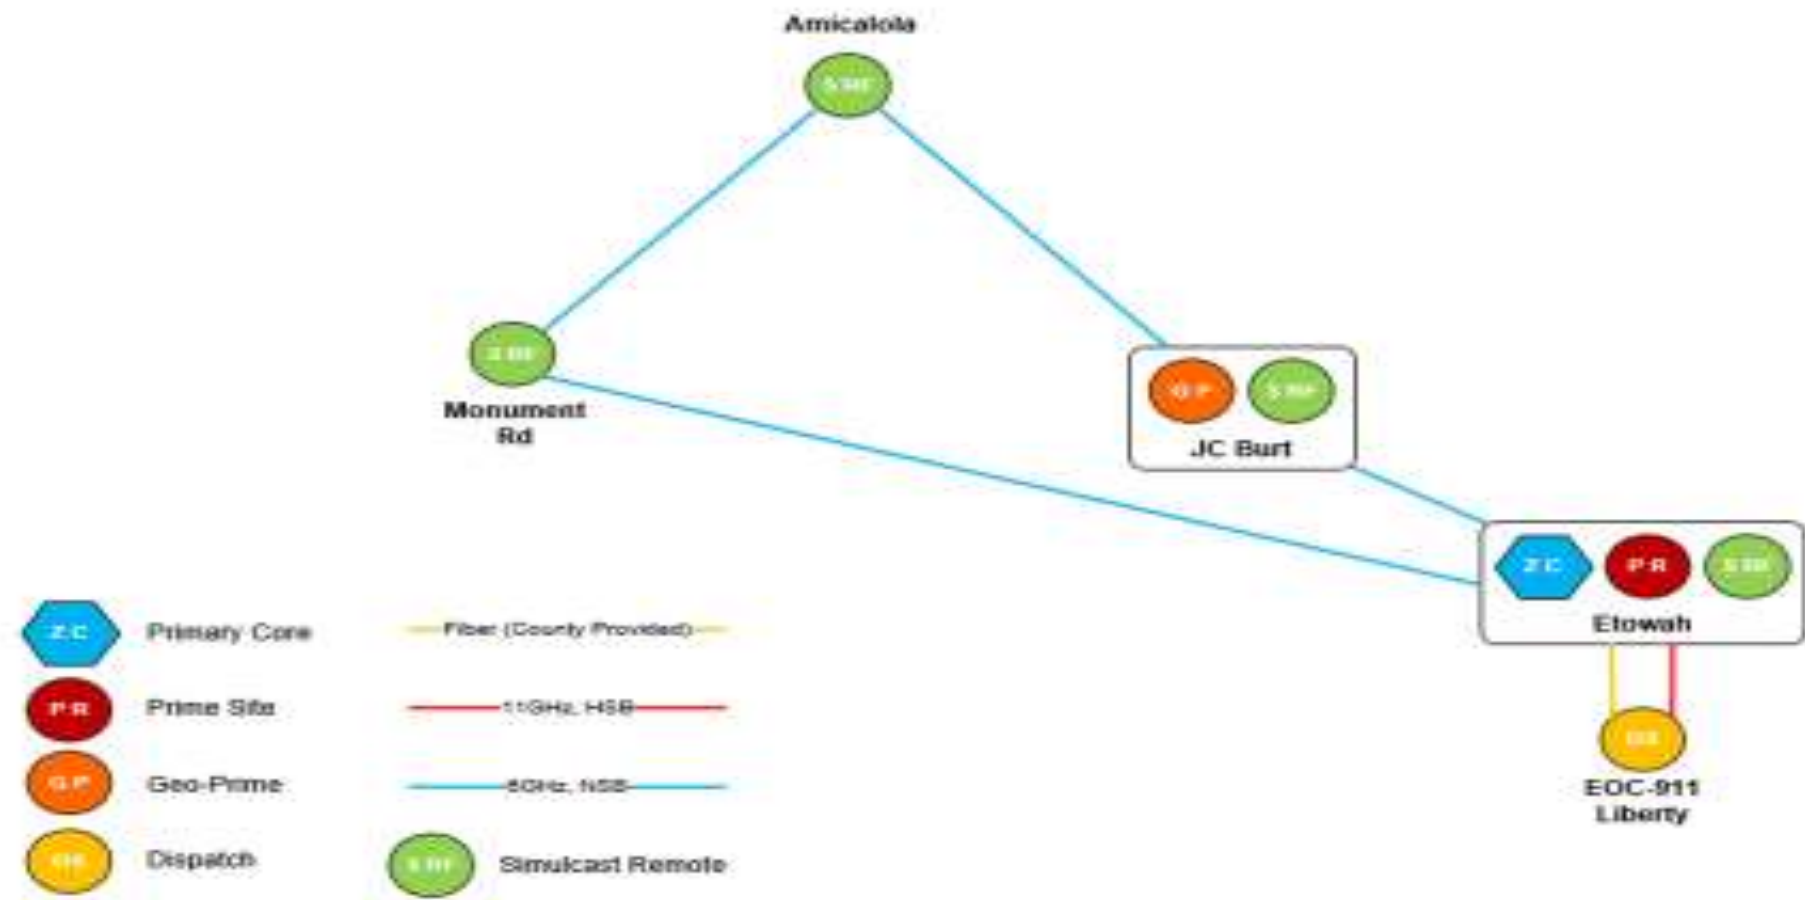 Amicalola
Monument
Rd
G P
JC Burt
Z C
P R
Etowah
EOC-911
Liberty
Z C
Primary Core
Fiber (County Provided)
P R
Prime Site
11GHz, HSB
G P
Geo-Prime
6GHz, NSB
Dispatch
S RF
Simulcast Remote